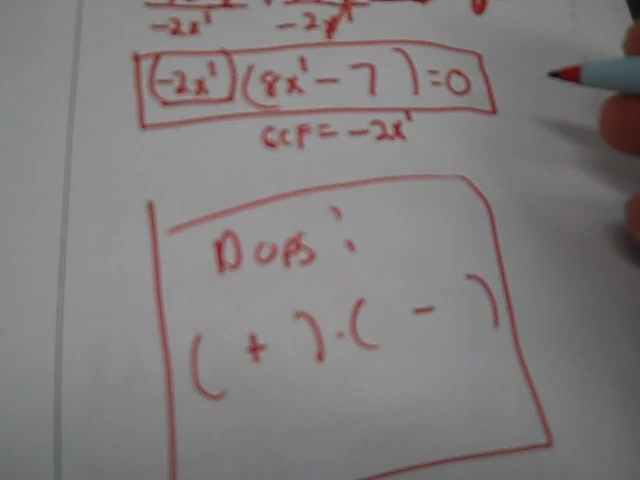 -2x¹ -2x¹
(-2x¹) (8x¹ - 7) = 0
GCF = -2x¹
DOPS:
( + ) · ( - )